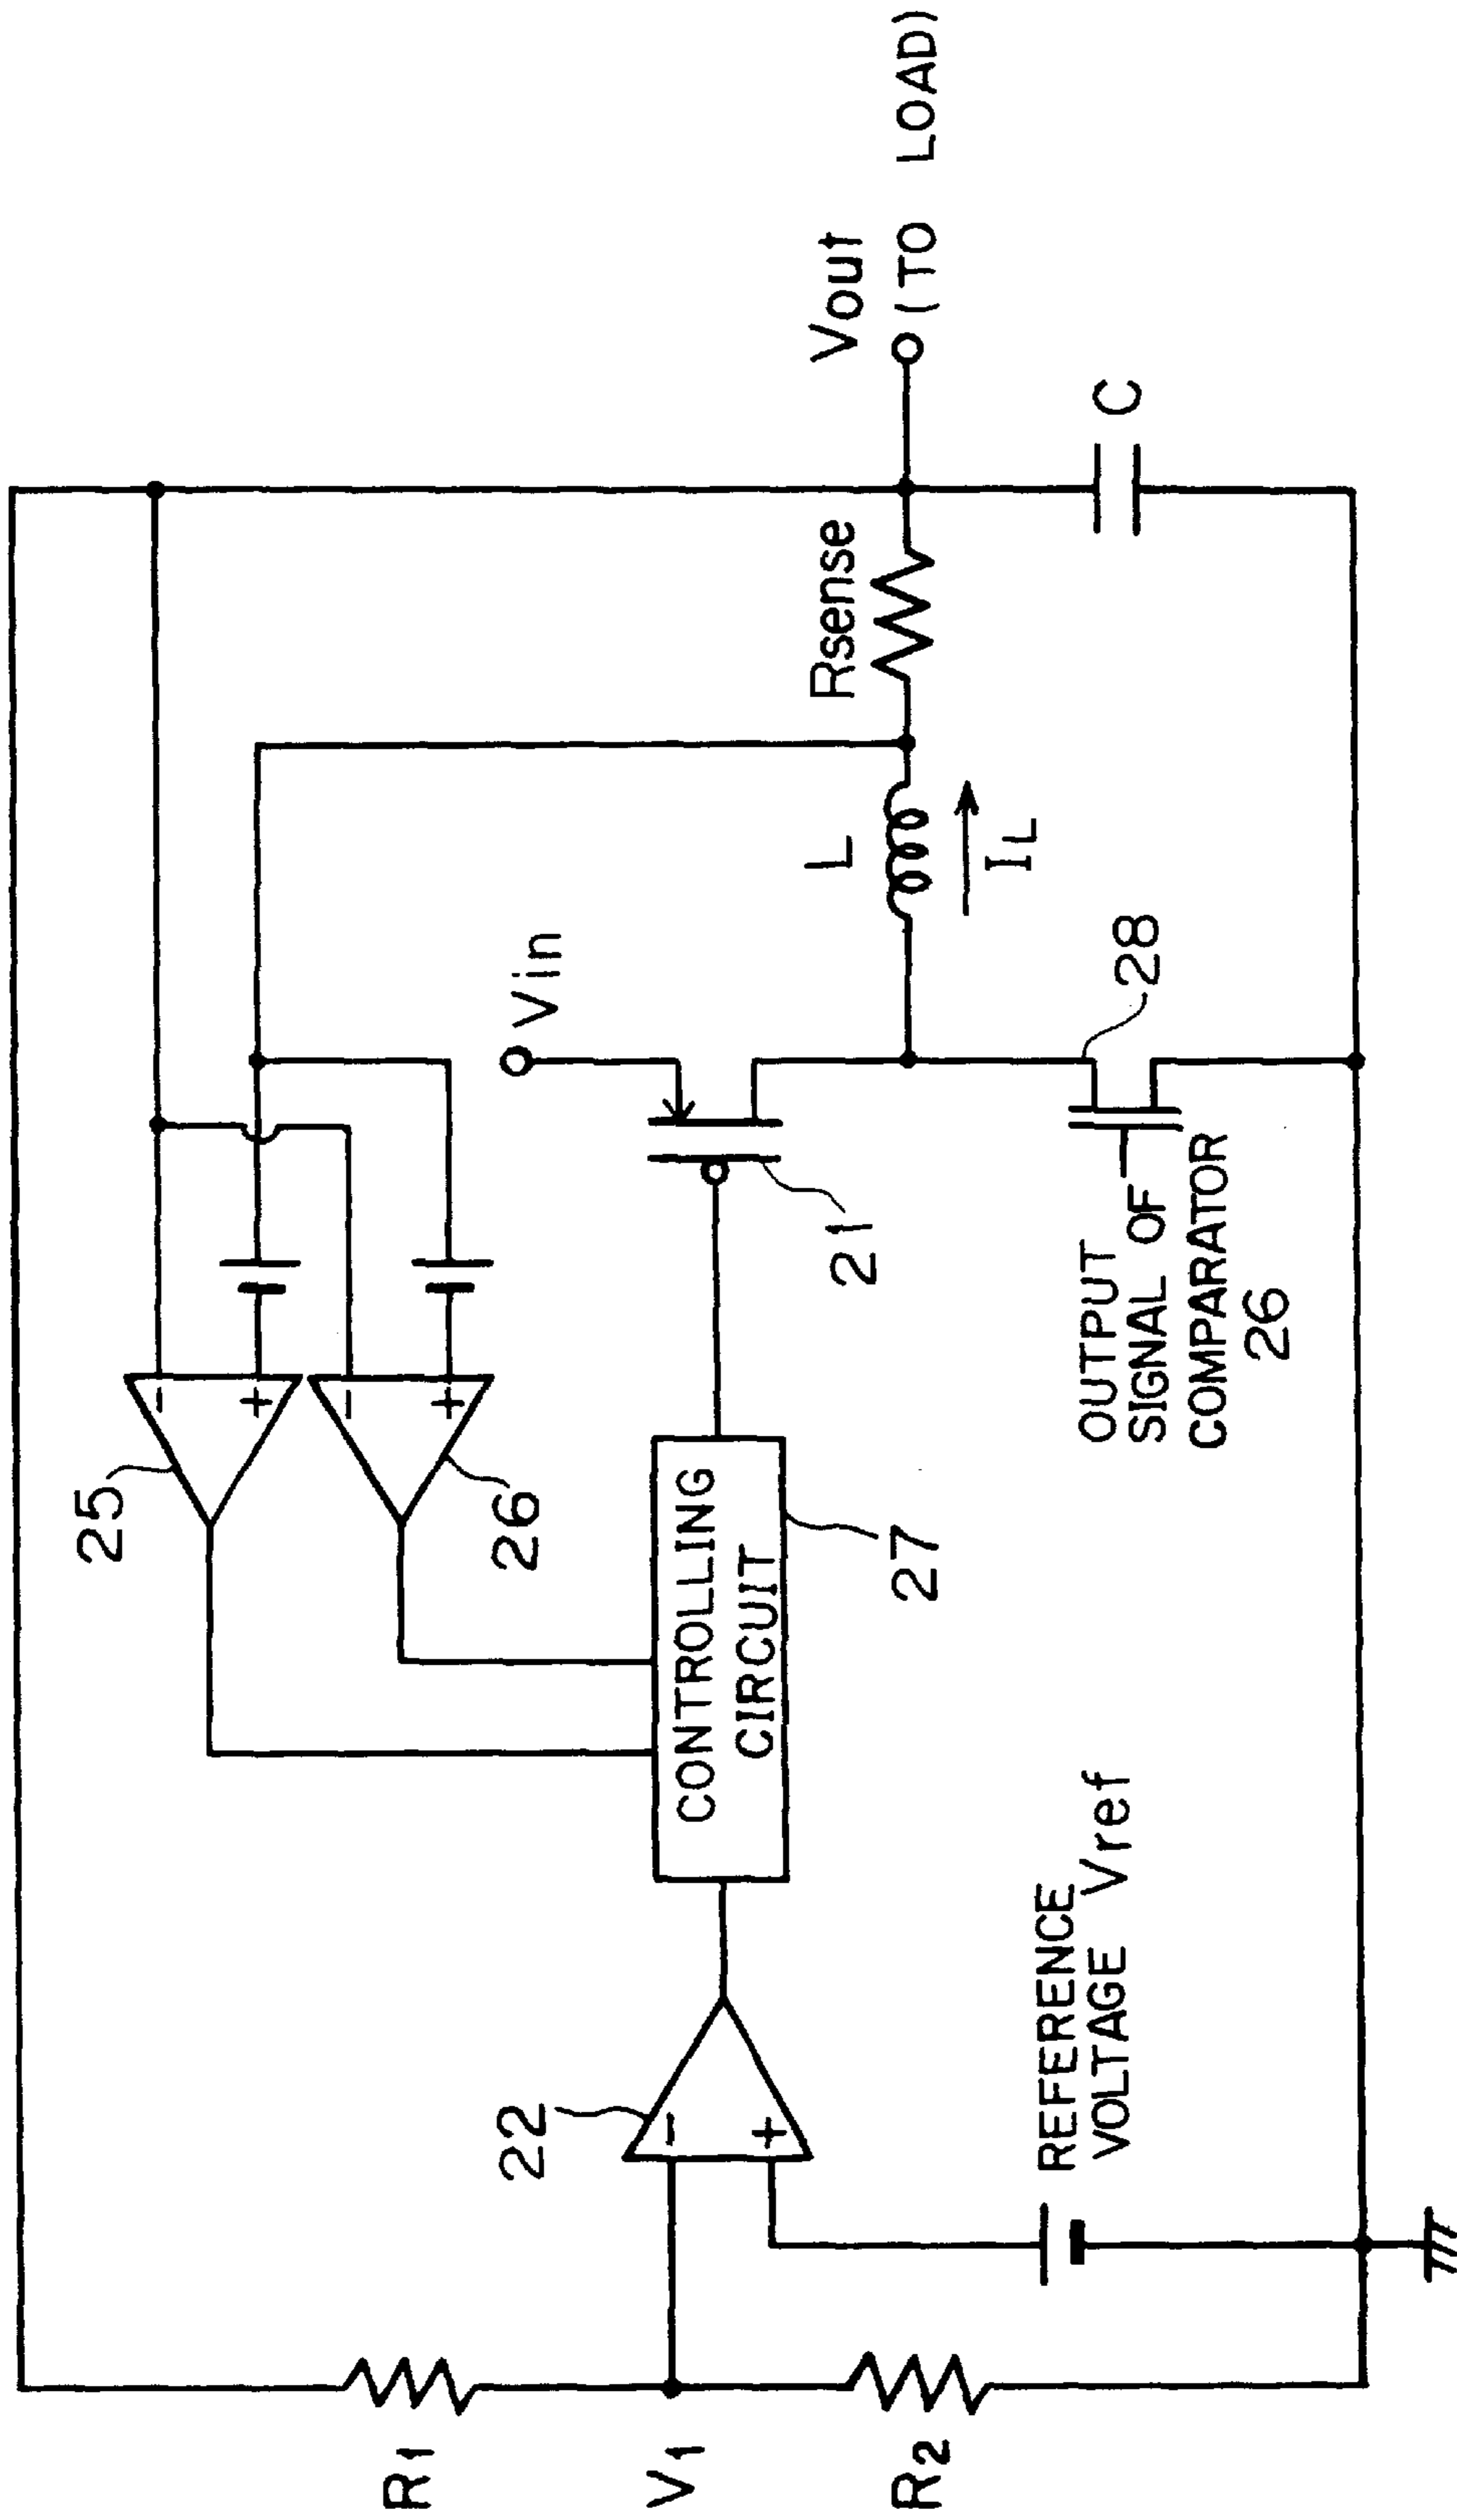 25
-
+
-
+
26
Vin
Vout
(TO LOAD)
Rsense
L
IL
CONTROLLING
CIRCUIT
27
21
28
C
OUTPUT
SIGNAL OF
COMPARATOR
26
22
-
+
REFERENCE
VOLTAGE Vref
R1
V1
R2